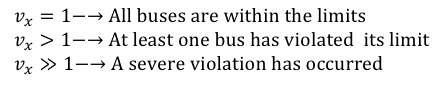 vₓ = 1−→ All buses are within the limits
vₓ > 1−→ At least one bus has violated its limit
vₓ ≫ 1−→ A severe violation has occurred